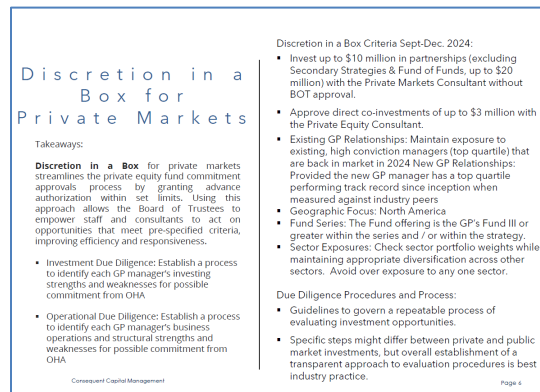 Discretion in a
Box for
Private Markets
Takeaways:
Discretion in a Box for private markets
streamlines the private equity fund commitment
approvals process by granting advance
authorization within set limits. Using this
approach allows the Board of Trustees to
empower staff and consultants to act on
opportunities that meet pre-specified criteria,
improving efficiency and responsiveness.
▪ Investment Due Diligence: Establish a process
to identify each GP manager's investing
strengths and weaknesses for possible
commitment from OHA
▪ Operational Due Diligence: Establish a process
to identify each GP manager's business
operations and structural strengths and
weaknesses for possible commitment from
OHA
Discretion in a Box Criteria Sept-Dec. 2024:
▪ Invest up to $10 million in partnerships (excluding
Secondary Strategies & Fund of Funds, up to $20
million) with the Private Markets Consultant without
BOT approval.
▪ Approve direct co-investments of up to $3 million with
the Private Equity Consultant.
▪ Existing GP Relationships: Maintain exposure to
existing, high conviction managers (top quartile) that
are back in market in 2024 New GP Relationships:
Provided the new GP manager has a top quartile
performing track record since inception when
measured against industry peers
▪ Geographic Focus: North America
▪ Fund Series: The Fund offering is the GP's Fund III or
greater within the series and / or within the strategy.
▪ Sector Exposures: Check sector portfolio weights while
maintaining appropriate diversification across other
sectors. Avoid over exposure to any one sector.
Due Diligence Procedures and Process:
▪ Guidelines to govern a repeatable process of
evaluating investment opportunities.
▪ Specific steps might differ between private and public
market investments, but overall establishment of a
transparent approach to evaluation procedures is best
industry practice.
Consequent Capital Management
Page 6